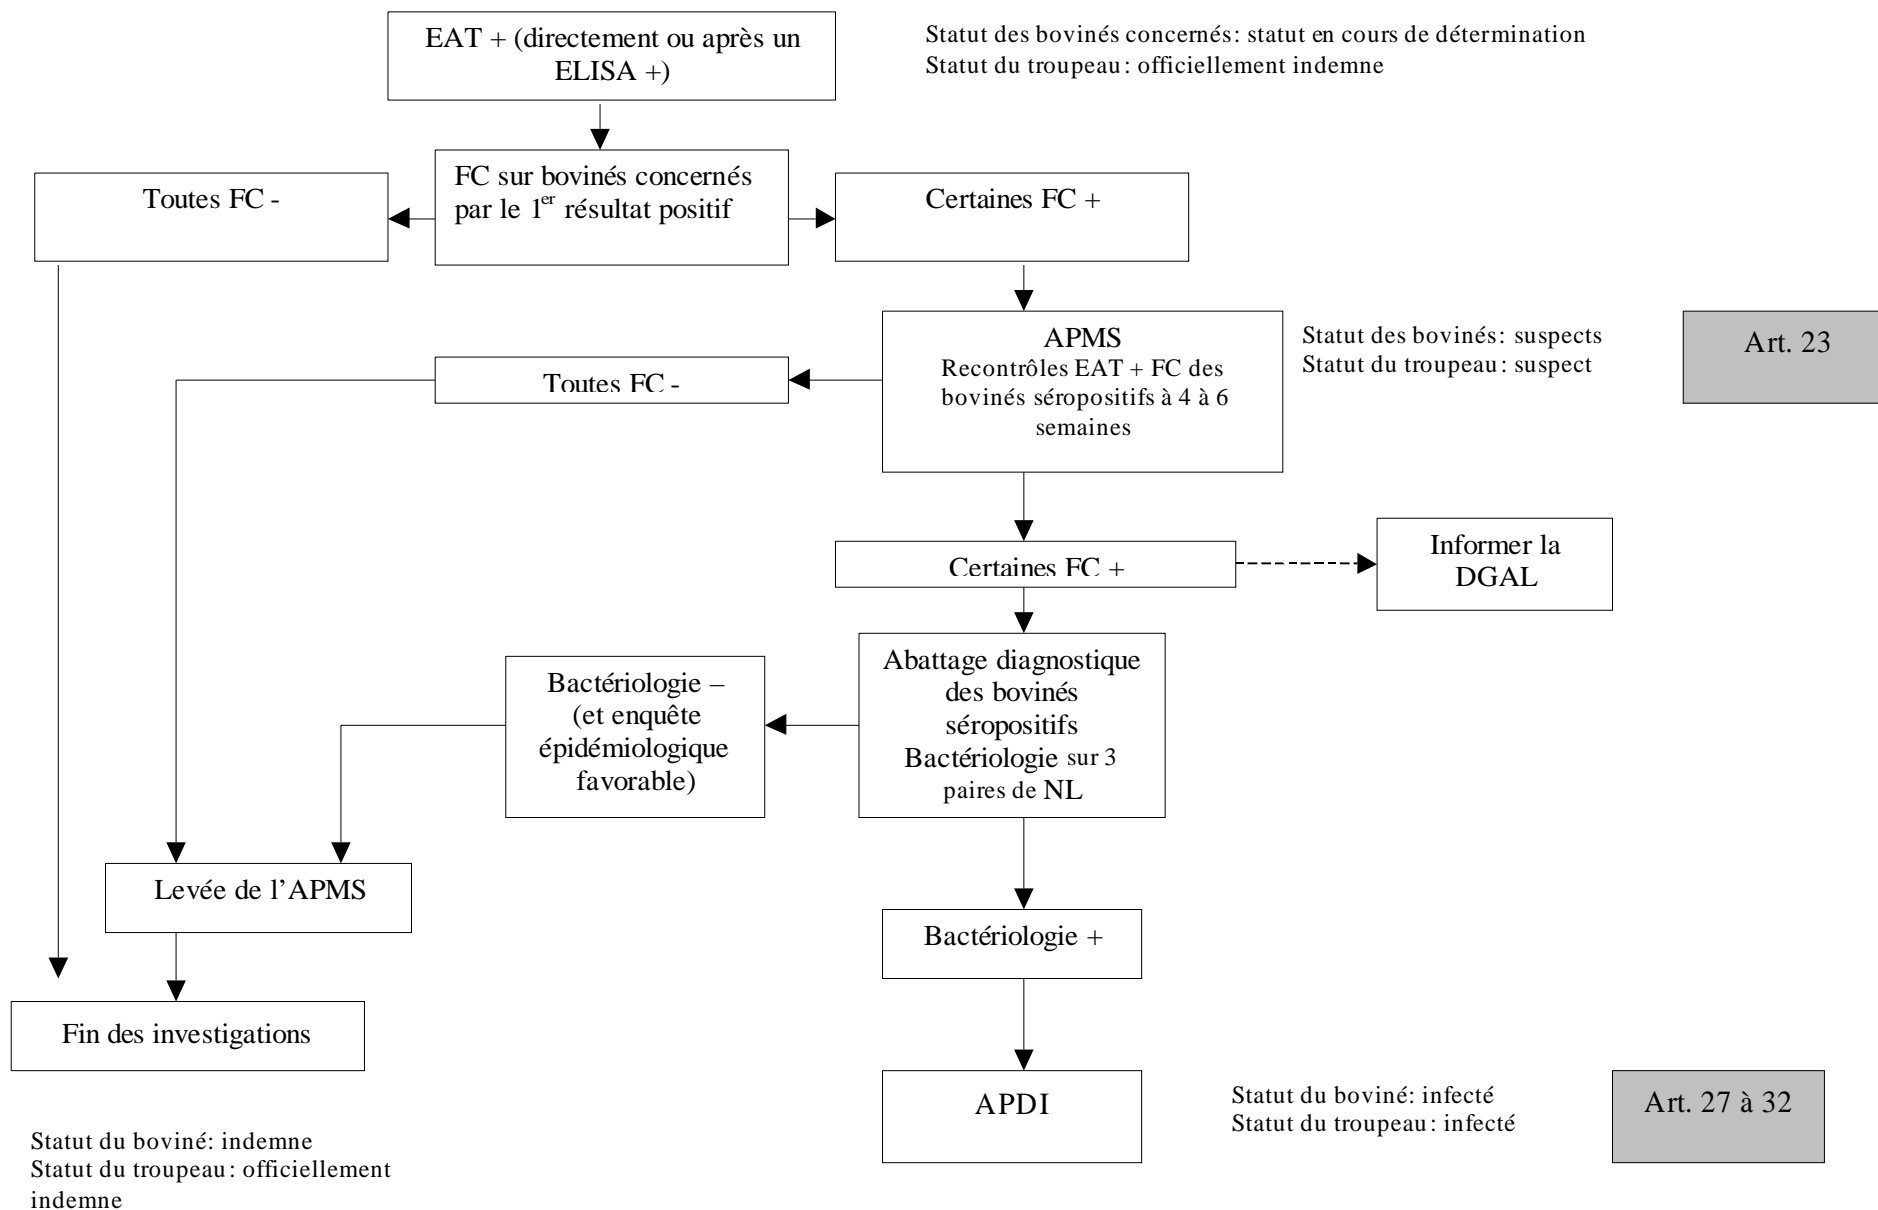 EAT + (directement ou après un
ELISA +)
Statut des bovinés concernés: statut en cours de détermination
Statut du troupeau: officiellement indemne
Toutes FC -
FC sur bovinés concernés
par le 1er résultat positif
Certaines FC +
APMS
Recontrôles EAT + FC des
bovinés séropositifs à 4 à 6
semaines
Statut des bovinés: suspects
Statut du troupeau: suspect
Art. 23
Toutes FC -
Certaines FC +
Informer la
DGAL
Abattage diagnostique
des bovinés
séropositifs
Bactériologie sur 3
paires de NL
Bactériologie –
(et enquête
épidémiologique
favorable)
Levée de l’APMS
Bactériologie +
Fin des investigations
APDI
Statut du boviné: infecté
Statut du troupeau: infecté
Art. 27 à 32
Statut du boviné: indemne
Statut du troupeau: officiellement
indemne